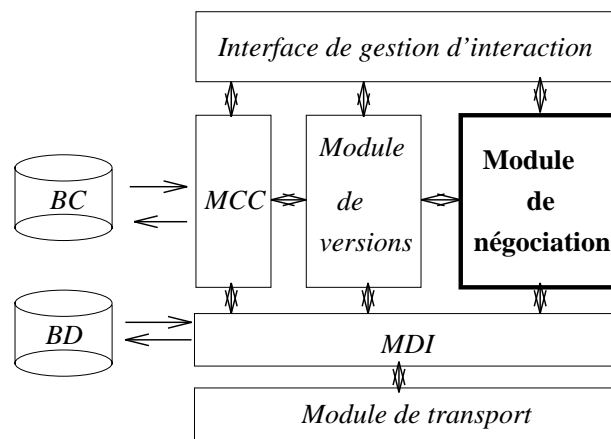 Interface de gestion d'interaction
BC
MCC
Module
de
versions
Module
de
négociation
BD
MDI
Module de transport